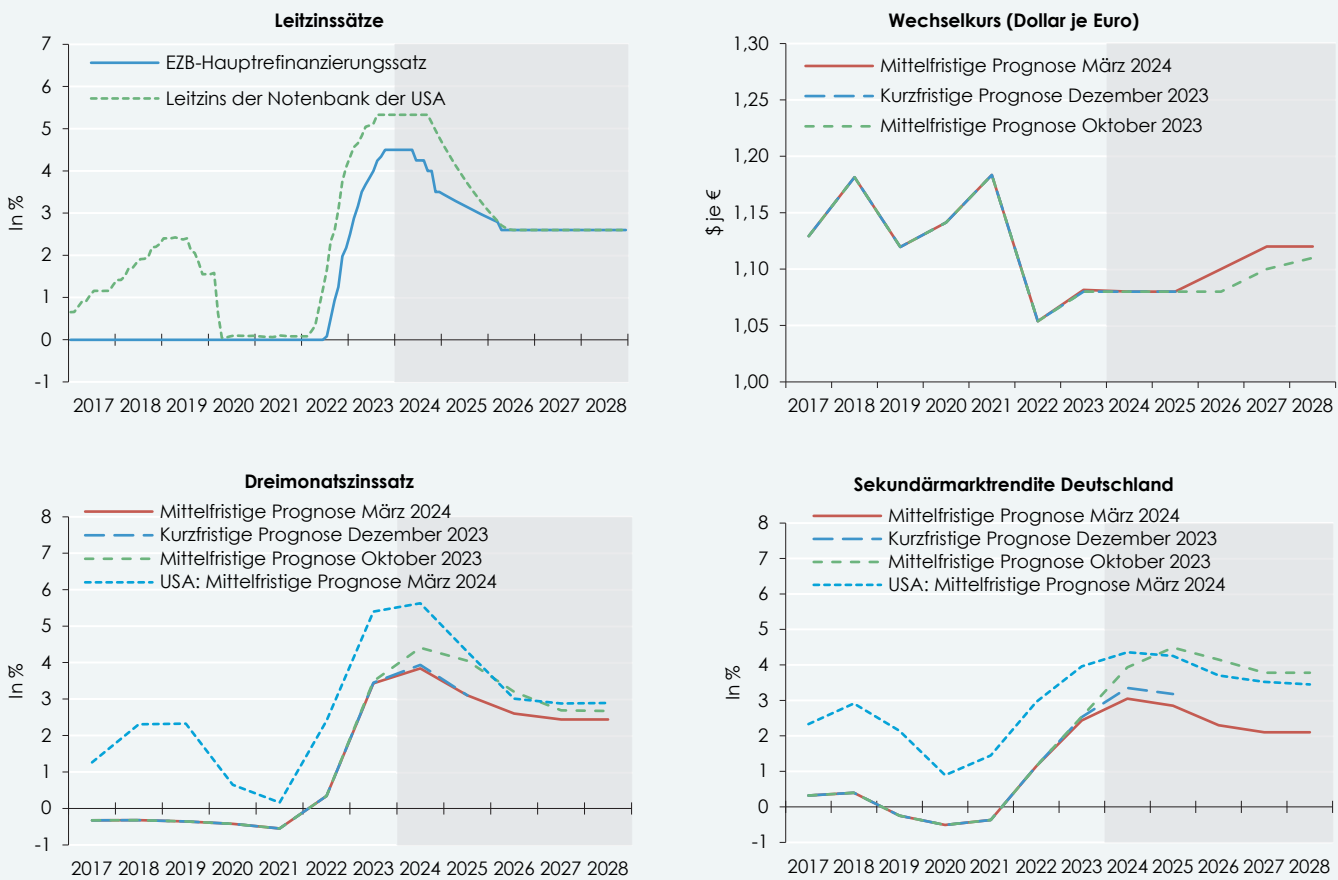 Leitzinssätze
7
6
5
4
3
2
1
0
-1
In %
EZB-Hauptrefinanzierungssatz
Leitzins der Notenbank der USA
2017 2018 2019 2020 2021 2022 2023 2024 2025 2026 2027 2028
Wechselkurs (Dollar je Euro)
1,30
1,25
1,20
1,15
1,10
1,05
1,00
$ je €
Mittelfristige Prognose März 2024
Kurzfristige Prognose Dezember 2023
Mittelfristige Prognose Oktober 2023
2017 2018 2019 2020 2021 2022 2023 2024 2025 2026 2027 2028
Dreimonatszinssatz
8
7
6
5
4
3
2
1
0
-1
In %
Mittelfristige Prognose März 2024
Kurzfristige Prognose Dezember 2023
Mittelfristige Prognose Oktober 2023
USA: Mittelfristige Prognose März 2024
2017 2018 2019 2020 2021 2022 2023 2024 2025 2026 2027 2028
Sekundärmarktrendite Deutschland
8
7
6
5
4
3
2
1
0
-1
In %
Mittelfristige Prognose März 2024
Kurzfristige Prognose Dezember 2023
Mittelfristige Prognose Oktober 2023
USA: Mittelfristige Prognose März 2024
2017 2018 2019 2020 2021 2022 2023 2024 2025 2026 2027 2028